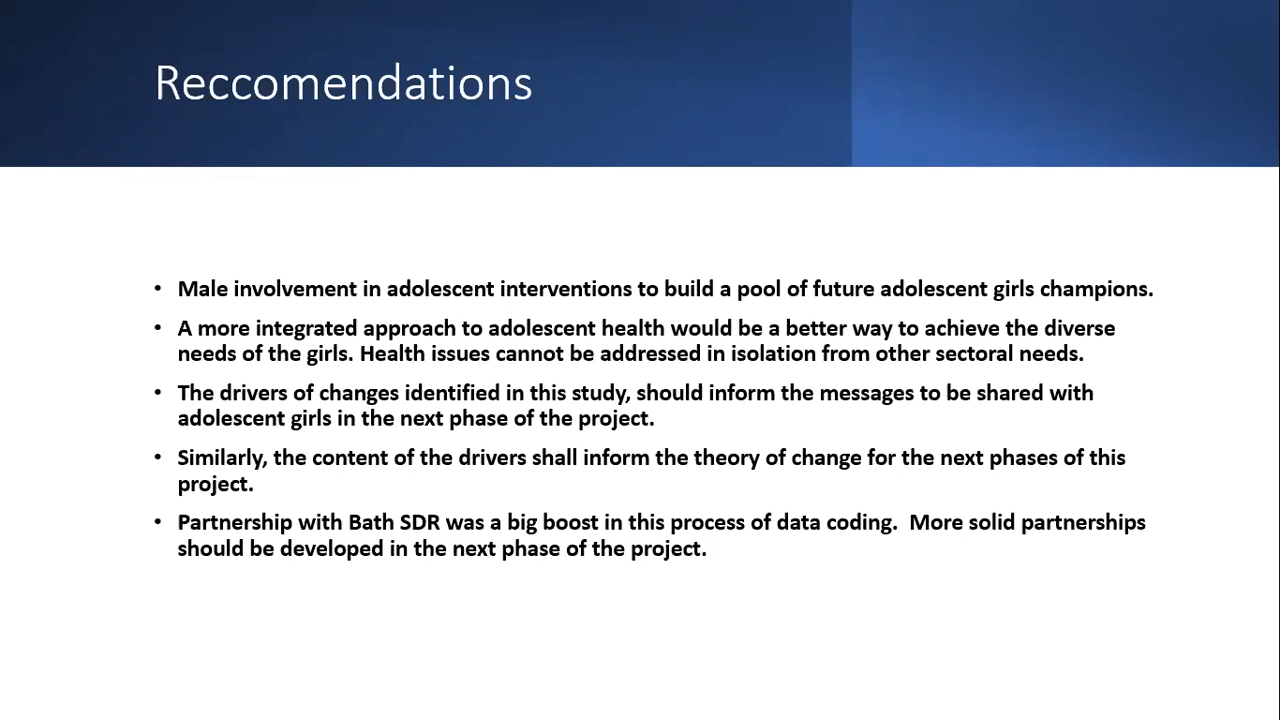 Reccomendations
• Male involvement in adolescent interventions to build a pool of future adolescent girls champions.
• A more integrated approach to adolescent health would be a better way to achieve the diverse
needs of the girls. Health issues cannot be addressed in isolation from other sectoral needs.
• The drivers of changes identified in this study, should inform the messages to be shared with
adolescent girls in the next phase of the project.
• Similarly, the content of the drivers shall inform the theory of change for the next phases of this
project.
• Partnership with Bath SDR was a big boost in this process of data coding.  More solid partnerships
should be developed in the next phase of the project.